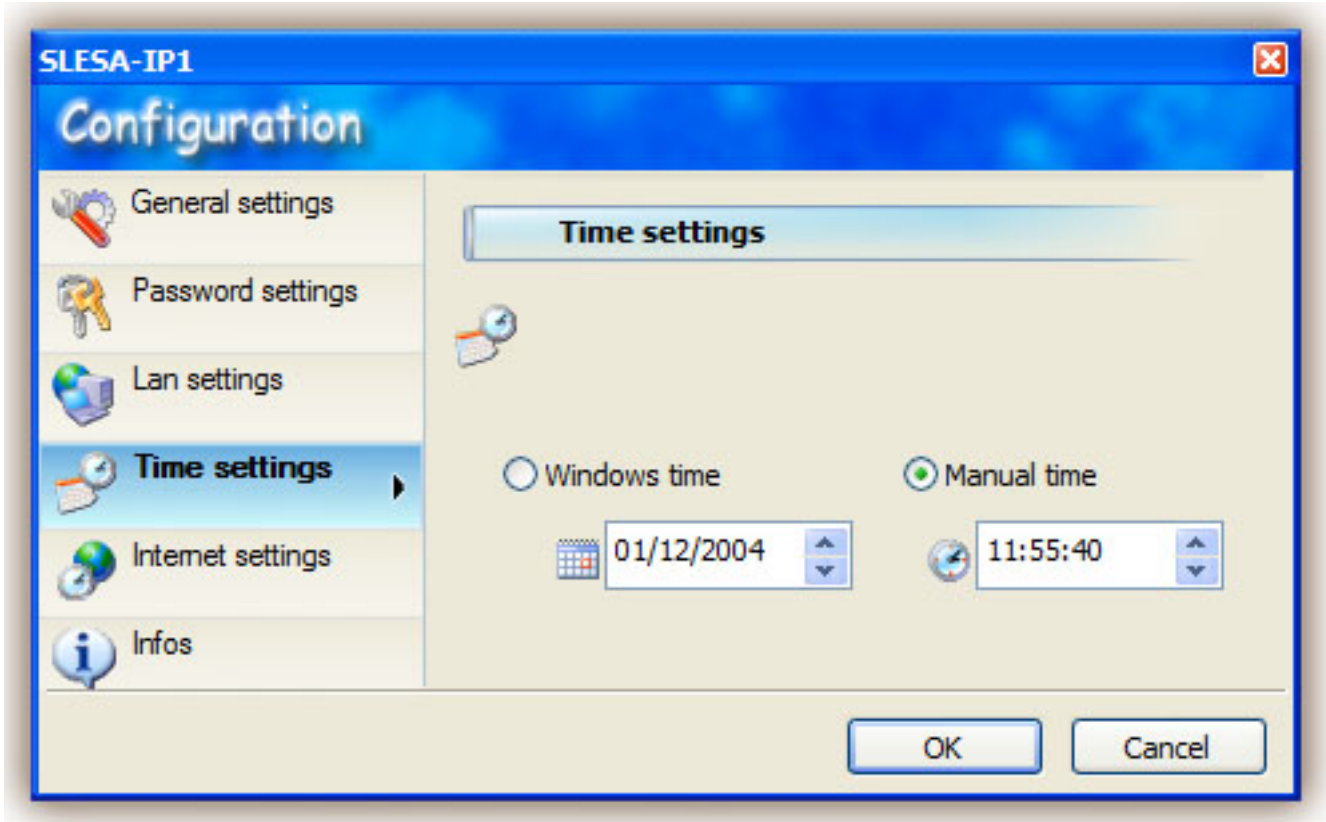 SLESA-IP1
Configuration
General settings
Password settings
Lan settings
Time settings
Internet settings
Infos
Time settings
Windows time
Manual time
01/12/2004
11:55:40
OK
Cancel